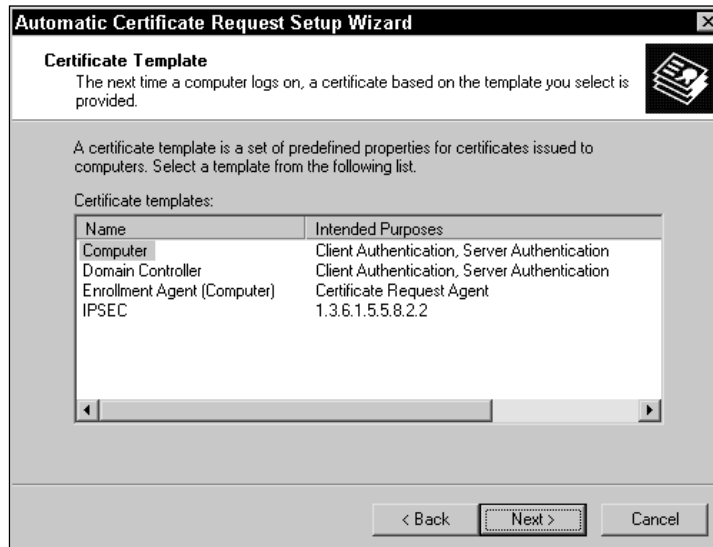 Automatic Certificate Request Setup Wizard
Certificate Template
The next time a computer logs on, a certificate based on the template you select is
provided.
A certificate template is a set of predefined properties for certificates issued to
computers. Select a template from the following list.
Certificate templates:
Name Intended Purposes
Computer Client Authentication, Server Authentication
Domain Controller Client Authentication, Server Authentication
Enrollment Agent (Computer) Certificate Request Agent
IPSEC 1.3.6.1.5.5.8.2.2
< Back Next > Cancel